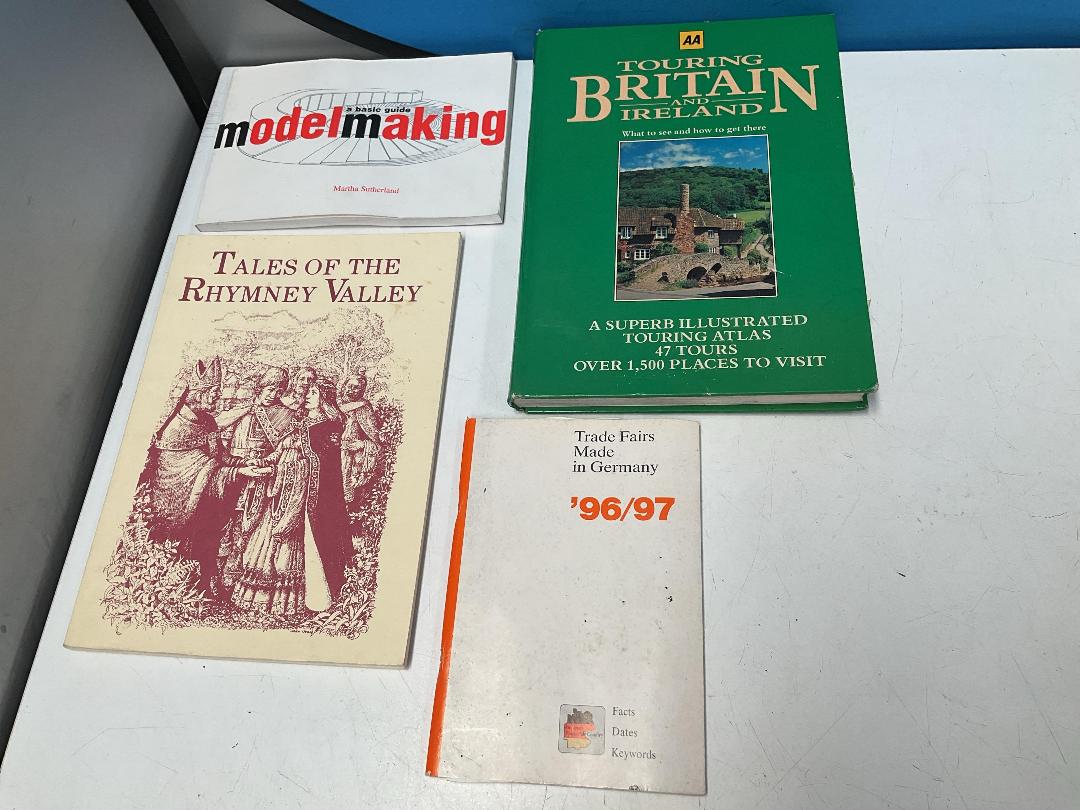 a basic guide
modelmaking
Martha Sutherland
AA
TOURING
BRITAIN
AND
IRELAND
What to see and how to get there
A SUPERB ILLUSTRATED
TOURING ATLAS
47 TOURS
OVER 1,500 PLACES TO VISIT
TALES OF THE
RHYMNEY VALLEY
Trade Fairs
Made
in Germany
'96/97
Facts
Dates
Keywords